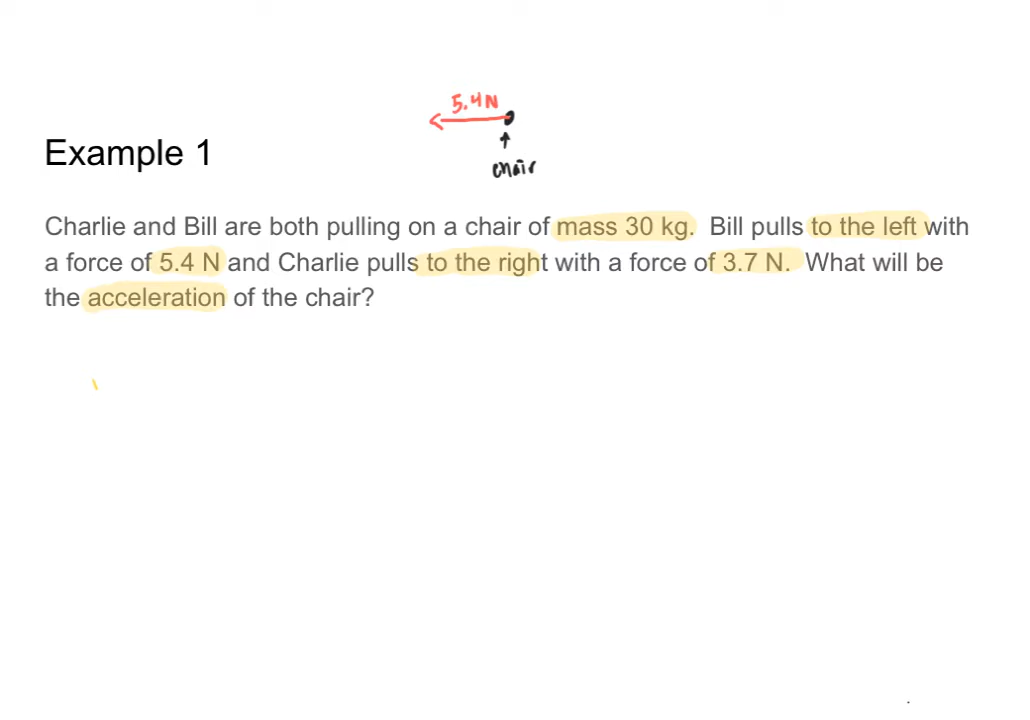 5.4N
Example 1
chair
Charlie and Bill are both pulling on a chair of mass 30 kg.  Bill pulls to the left with
a force of 5.4 N and Charlie pulls to the right with a force of 3.7 N.  What will be
the acceleration of the chair?